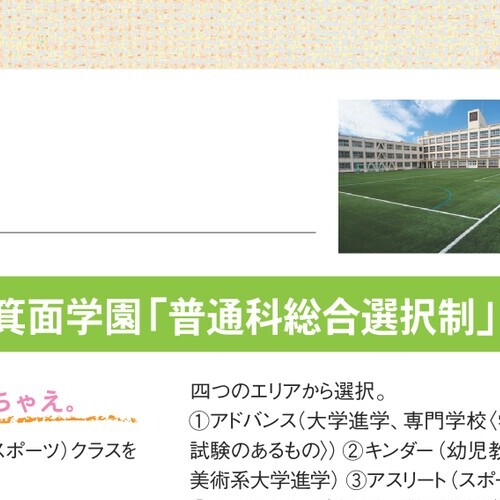 箕面学園「普通科総合選択制」
ちゃえ。
スポーツ）クラスを
四つのエリアから選択。
①アドバンス（大学進学、専門学校〈
試験のあるもの〉）②キンダー（幼児教
美術系大学進学）③アスリート（スポー